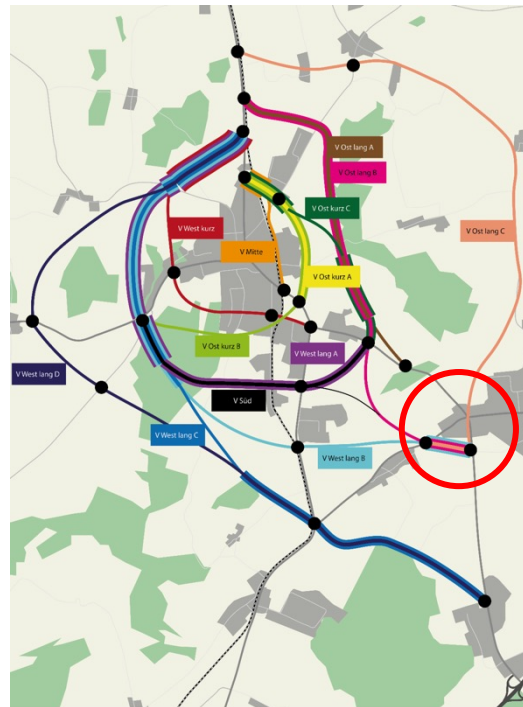 V Ost lang A
V Ost lang B
V Ost kurz C
V West kurz
V Ost lang C
V Mitte
V Ost kurz A
V Ost kurz B
V West lang A
V West lang D
V Süd
V West lang C
V West lang B